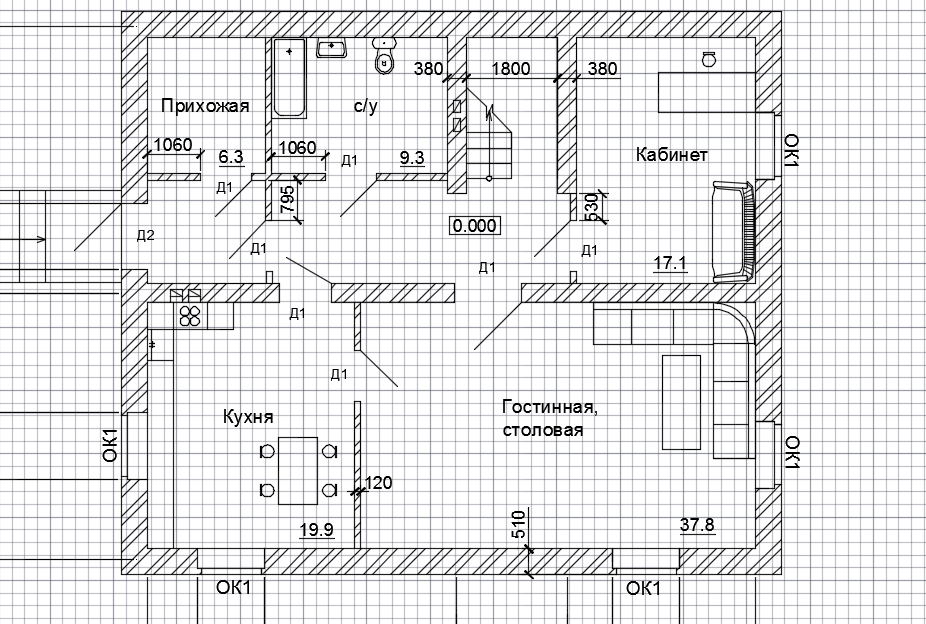 380
1800
380
Прихожая
с/у
1060
6.3
1060
Д1
9.3
Кабинет
ОК1
Д1
795
530
0.000
Д2
Д1
Д1
Д1
17.1
Д1
Д1
Кухня
Гостинная,
столовая
ОК1
ОК1
120
510
19.9
37.8
ОК1
ОК1